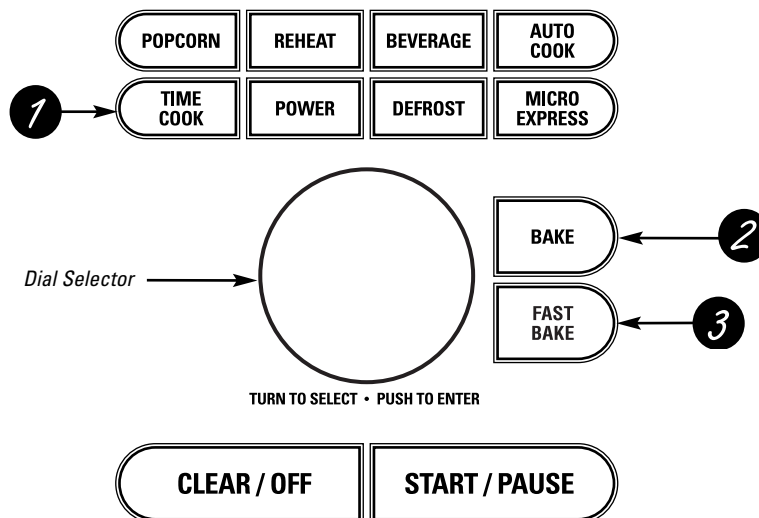 POPCORN REHEAT BEVERAGE AUTO
COOK
1 TIME
COOK POWER DEFROST MICRO
EXPRESS
BAKE 2
Dial Selector
FAST
BAKE 3
TURN TO SELECT • PUSH TO ENTER
CLEAR / OFF START / PAUSE